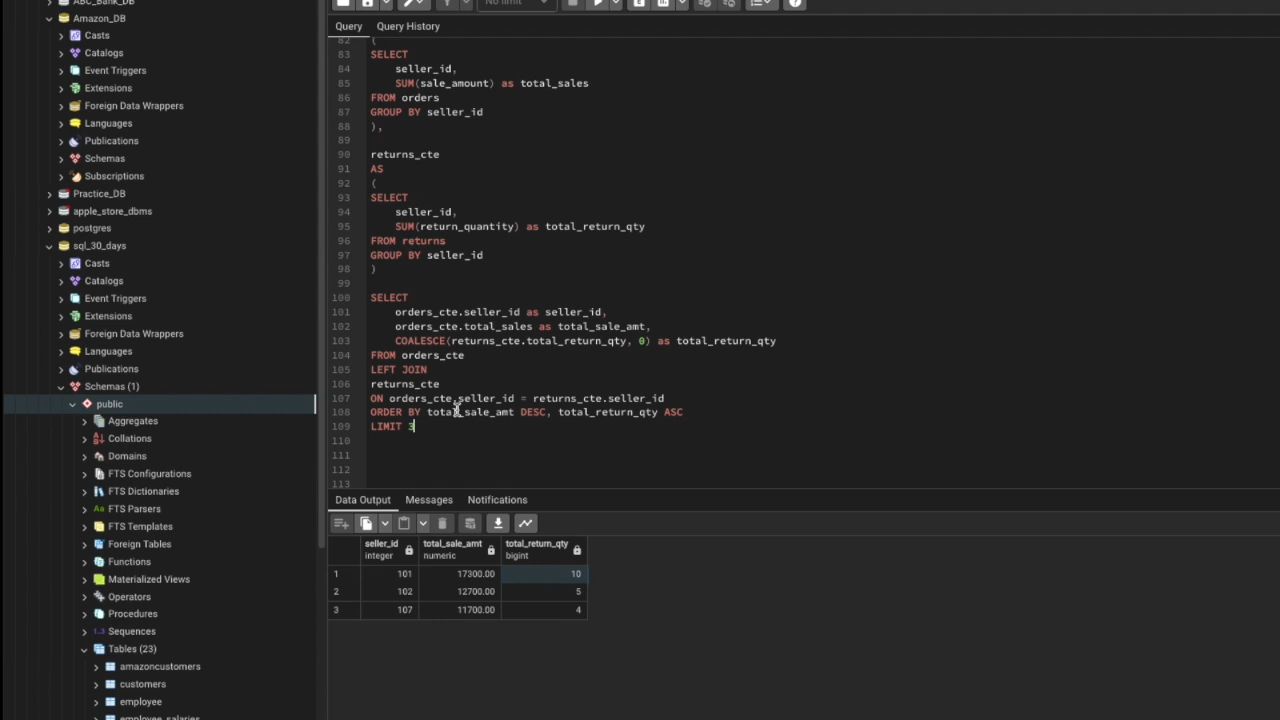 ABC_Bank_DB
Amazon_DB
Casts
Catalogs
Event Triggers
Extensions
Foreign Data Wrappers
Languages
Publications
Schemas
Subscriptions
Practice_DB
apple_store_dbms
postgres
sql_30_days
Casts
Catalogs
Event Triggers
Extensions
Foreign Data Wrappers
Languages
Publications
Schemas (1)
public
Aggregates
Collations
Domains
FTS Configurations
FTS Dictionaries
Aa FTS Parsers
FTS Templates
Foreign Tables
Functions
Materialized Views
Operators
Procedures
1..3 Sequences
Tables (23)
amazoncustomers
customers
employee
employee_salaries
No limit
Query Query History
82 (
83 SELECT
84 seller_id,
85 SUM(sale_amount) as total_sales
86 FROM orders
87 GROUP BY seller_id
88 ),
89
90 returns_cte
91 AS
92 (
93 SELECT
94 seller_id,
95 SUM(return_quantity) as total_return_qty
96 FROM returns
97 GROUP BY seller_id
98 )
99
100 SELECT
101 orders_cte.seller_id as seller_id,
102 orders_cte.total_sales as total_sale_amt,
103 COALESCE(returns_cte.total_return_qty, 0) as total_return_qty
104 FROM orders_cte
105 LEFT JOIN
106 returns_cte
107 ON orders_cte.seller_id = returns_cte.seller_id
108 ORDER BY total_sale_amt DESC, total_return_qty ASC
109 LIMIT 3
110
111
112
113
Data Output Messages Notifications
seller_id total_sale_amt total_return_qty
integer numeric bigint
1 101 17300.00 10
2 102 12700.00 5
3 107 11700.00 4